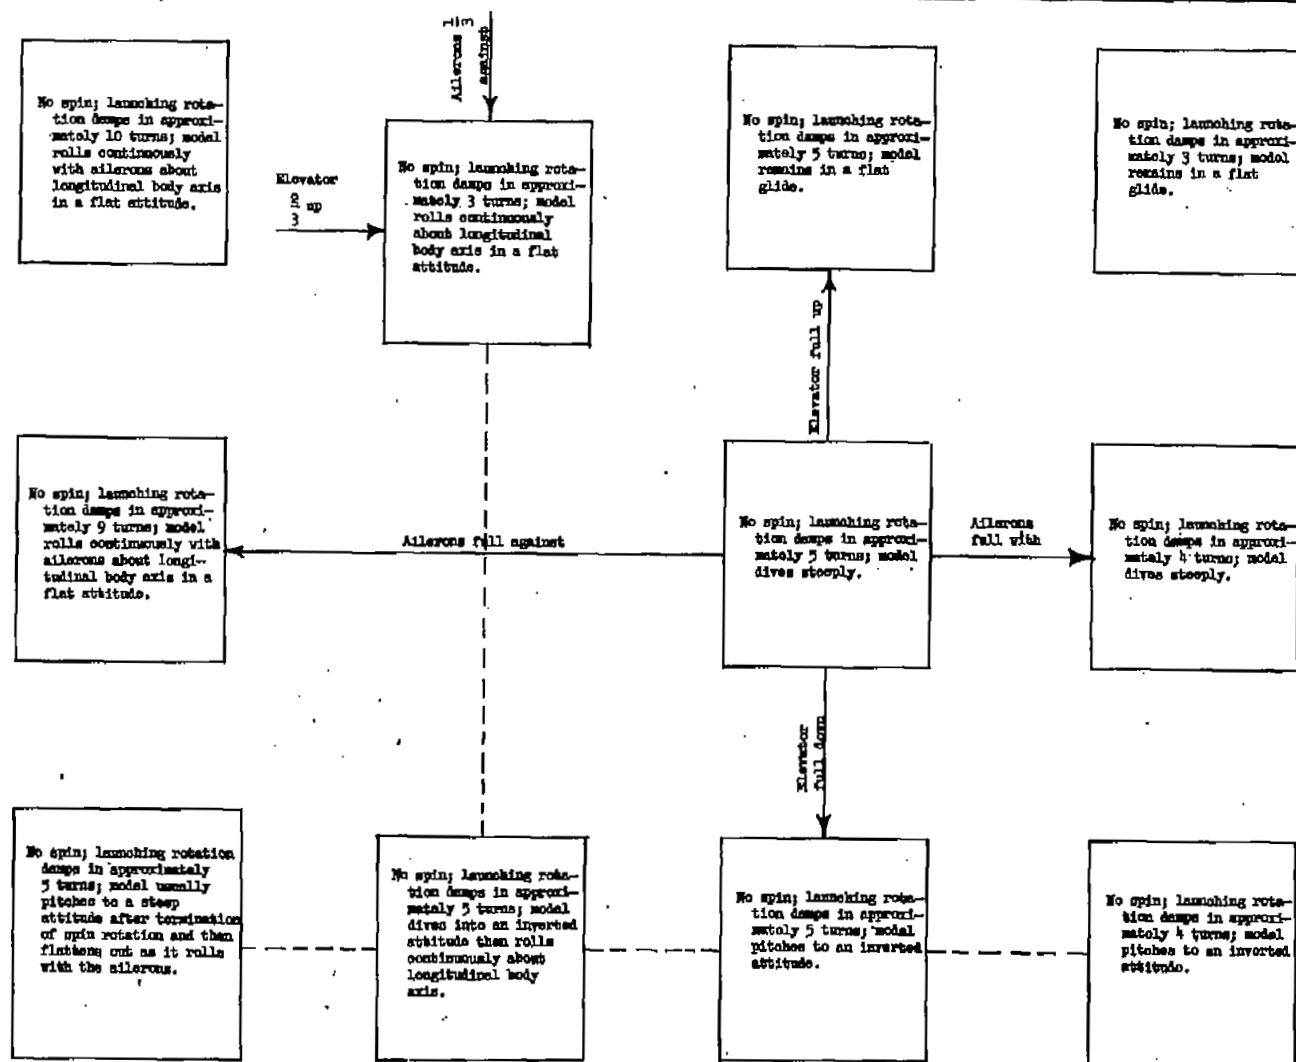 Ailerons 1/3
against
No spin; launching rota-
tion damps in approxi-
mately 10 turns; model
rolls continuously
with ailerons about
longitudinal body axis
in a flat attitude.
Elevator
2/3 up
No spin; launching rota-
tion damps in approxi-
mately 3 turns; model
rolls continuously
about longitudinal
body axis in a flat
attitude.
No spin; launching rota-
tion damps in approxi-
mately 5 turns; model
remains in a flat
glide.
No spin; launching rota-
tion damps in approxi-
mately 3 turns; model
remains in a flat
glide.
Elevator full up
No spin; launching rota-
tion damps in approxi-
mately 9 turns; model
rolls continuously with
ailerons about longi-
tudinal body axis in a
flat attitude.
Ailerons full against
No spin; launching rota-
tion damps in approxi-
mately 5 turns; model
dives steeply.
Ailerons
full with
No spin; launching rota-
tion damps in approxi-
mately 4 turns; model
dives steeply.
Elevator
full down
No spin; launching rotation
damps in approximately
5 turns; model usually
pitches to a steep
attitude after termination
of spin rotation and then
flattens out as it rolls
with the ailerons.
No spin; launching rota-
tion damps in approxi-
mately 5 turns; model
dives into an inverted
attitude then rolls
continuously about
longitudinal body
axis.
No spin; launching rota-
tion damps in approxi-
mately 5 turns; model
pitches to an inverted
attitude.
No spin; launching rota-
tion damps in approxi-
mately 4 turns; model
pitches to an inverted
attitude.